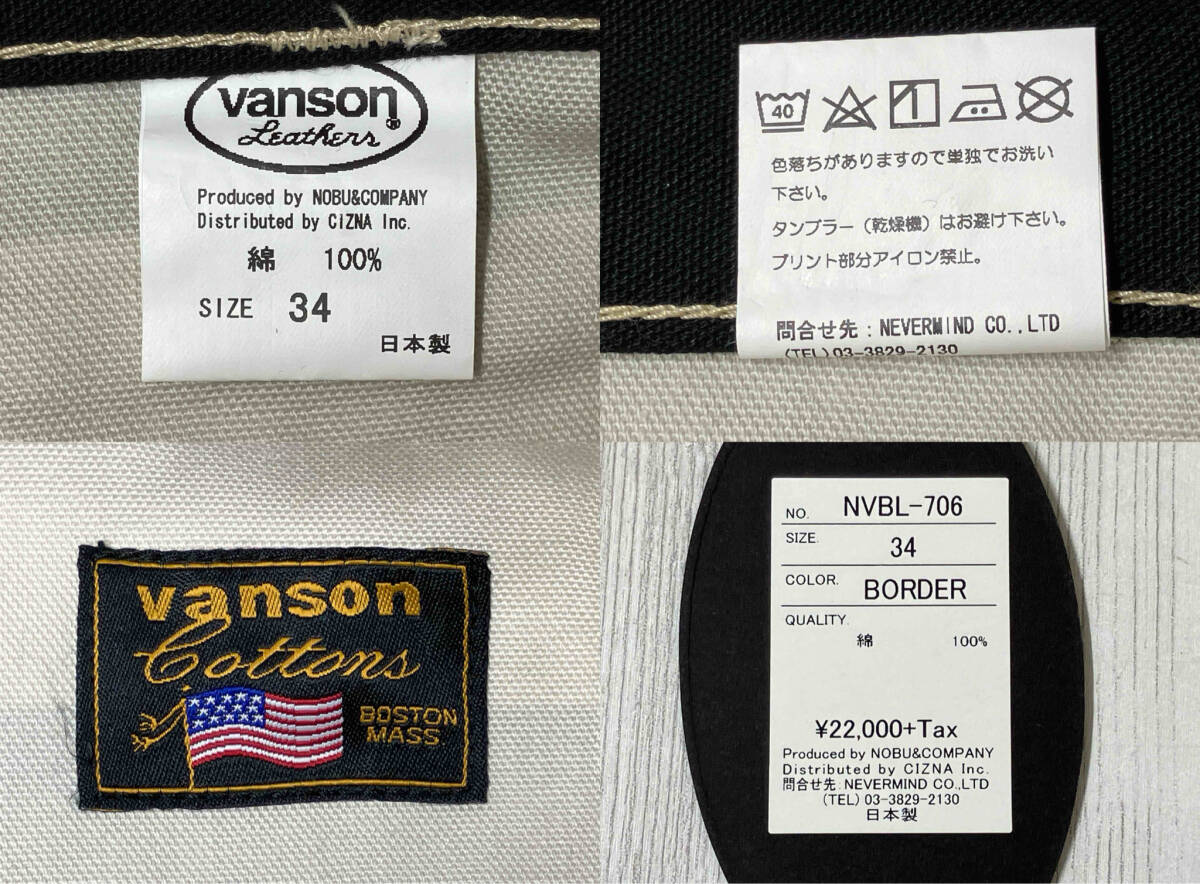 vanson
Leathers
Produced by NOBU&COMPANY
Distributed by CIZNA Inc.
綿 100%
SIZE 34
日本製
40
色落ちがありますので単独でお洗い
下さい。
タンブラー（乾燥機）はお避け下さい。
プリント部分アイロン禁止。
問合せ先：NEVERMIND CO.,LTD
(TEL)03-3829-2130
vanson
Cottons
BOSTON
MASS
NO. NVBL-706
SIZE. 34
COLOR. BORDER
QUALITY.
綿 100%
¥22,000+Tax
Produced by NOBU&COMPANY
Distributed by CIZNA Inc.
問合せ先.NEVERMIND CO.,LTD
(TEL) 03-3829-2130
日本製